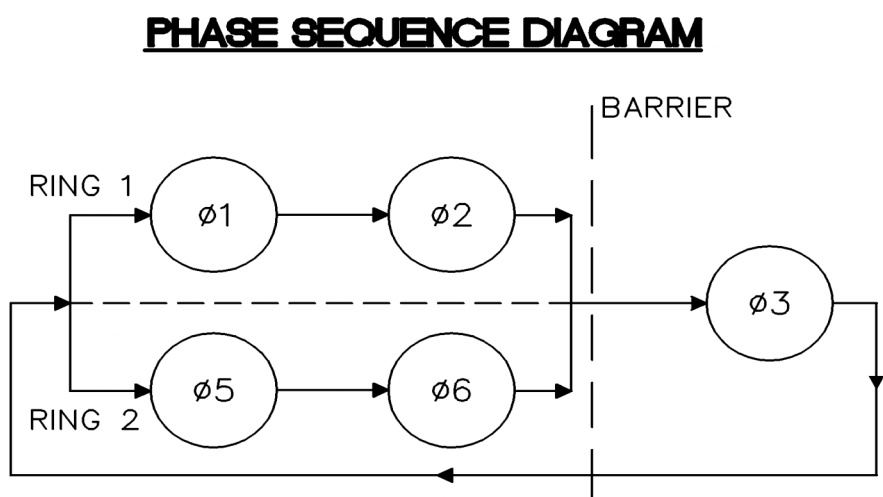 PHASE SEQUENCE DIAGRAM
BARRIER
RING 1
ø1
ø2
ø3
ø5
ø6
RING 2